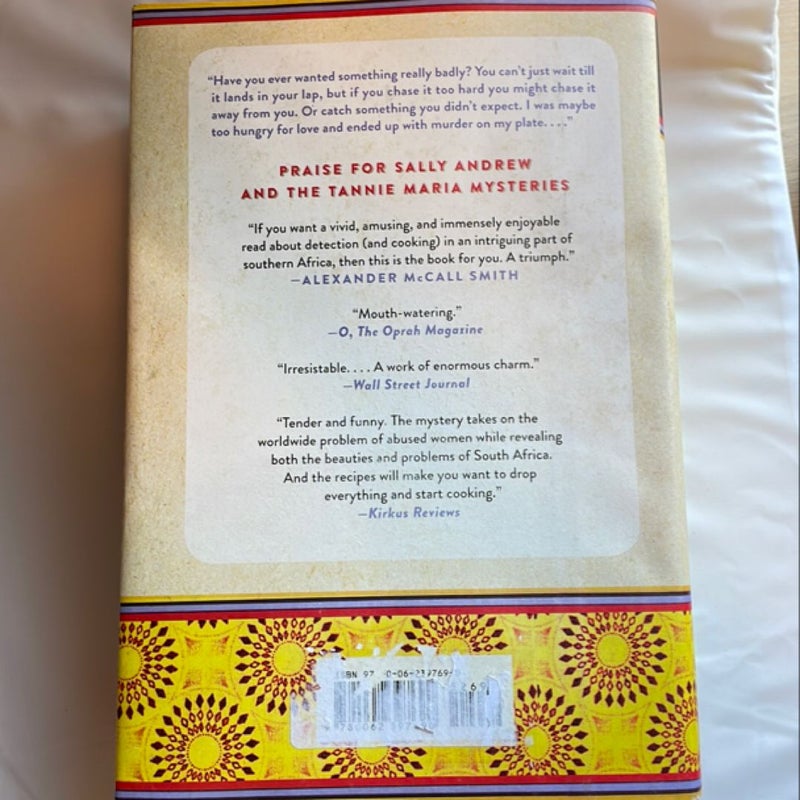 "Have you ever wanted something really badly? You can't just wait till
it lands in your lap, but if you chase it too hard you might chase it
away from you. Or catch something you didn't expect. I was maybe
too hungry for love and ended up with murder on my plate. . . ."
PRAISE FOR SALLY ANDREW
AND THE TANNIE MARIA MYSTERIES
"If you want a vivid, amusing, and immensely enjoyable
read about detection (and cooking) in an intriguing part of
southern Africa, then this is the book for you. A triumph."
—ALEXANDER McCALL SMITH
"Mouth-watering."
—O, The Oprah Magazine
"Irresistable. . . . A work of enormous charm."
—Wall Street Journal
"Tender and funny. The mystery takes on the
worldwide problem of abused women while revealing
both the beauties and problems of South Africa.
And the recipes will make you want to drop
everything and start cooking."
—Kirkus Reviews